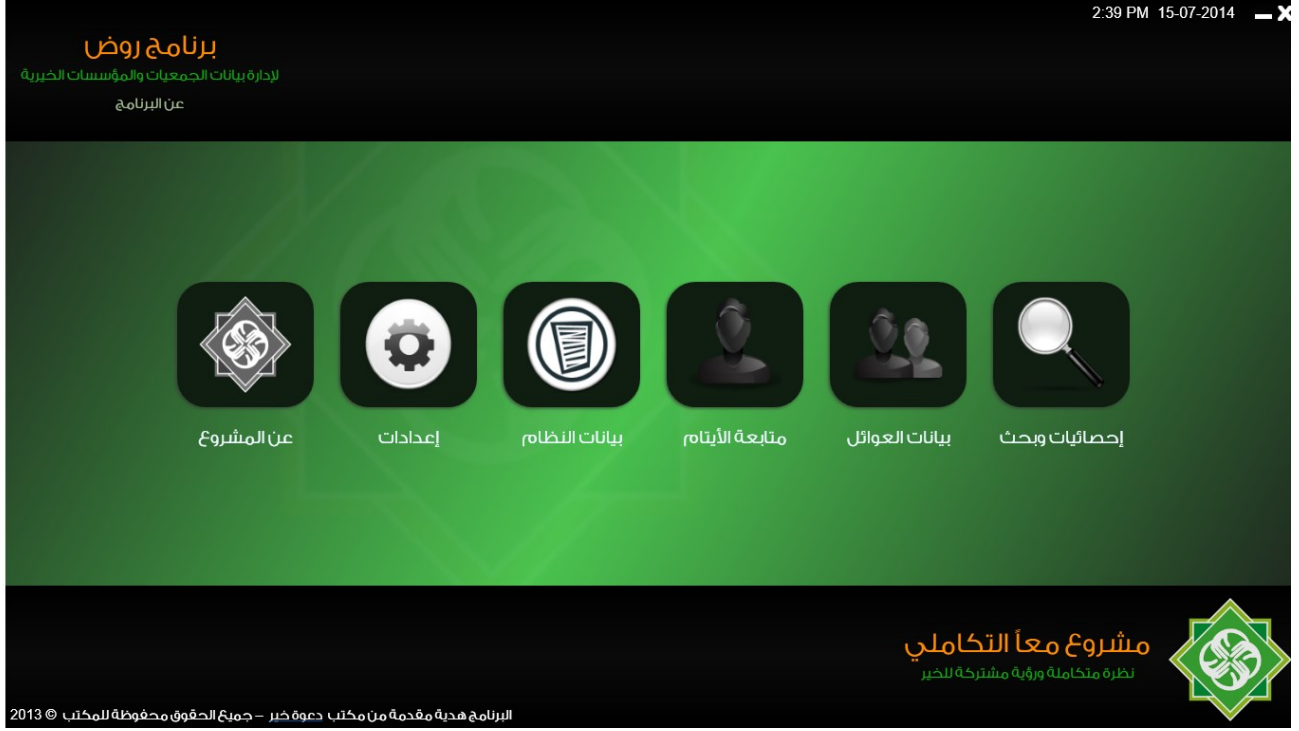 2:39 PM 15-07-2014
برنامج روض
لإدارة بيانات الجمعيات والمؤسسات الخيرية
عن البرنامج
إحصائيات وبحث
بيانات العوائل
متابعة الأيتام
بيانات النظام
إعدادات
عن المشروع
مشروع معاً التكاملي
نظرة متكاملة ورؤية مشتركة للخير
البرنامج هدية مقدمة من مكتب دعوة خير – جميع الحقوق محفوظة للمكتب © 2013